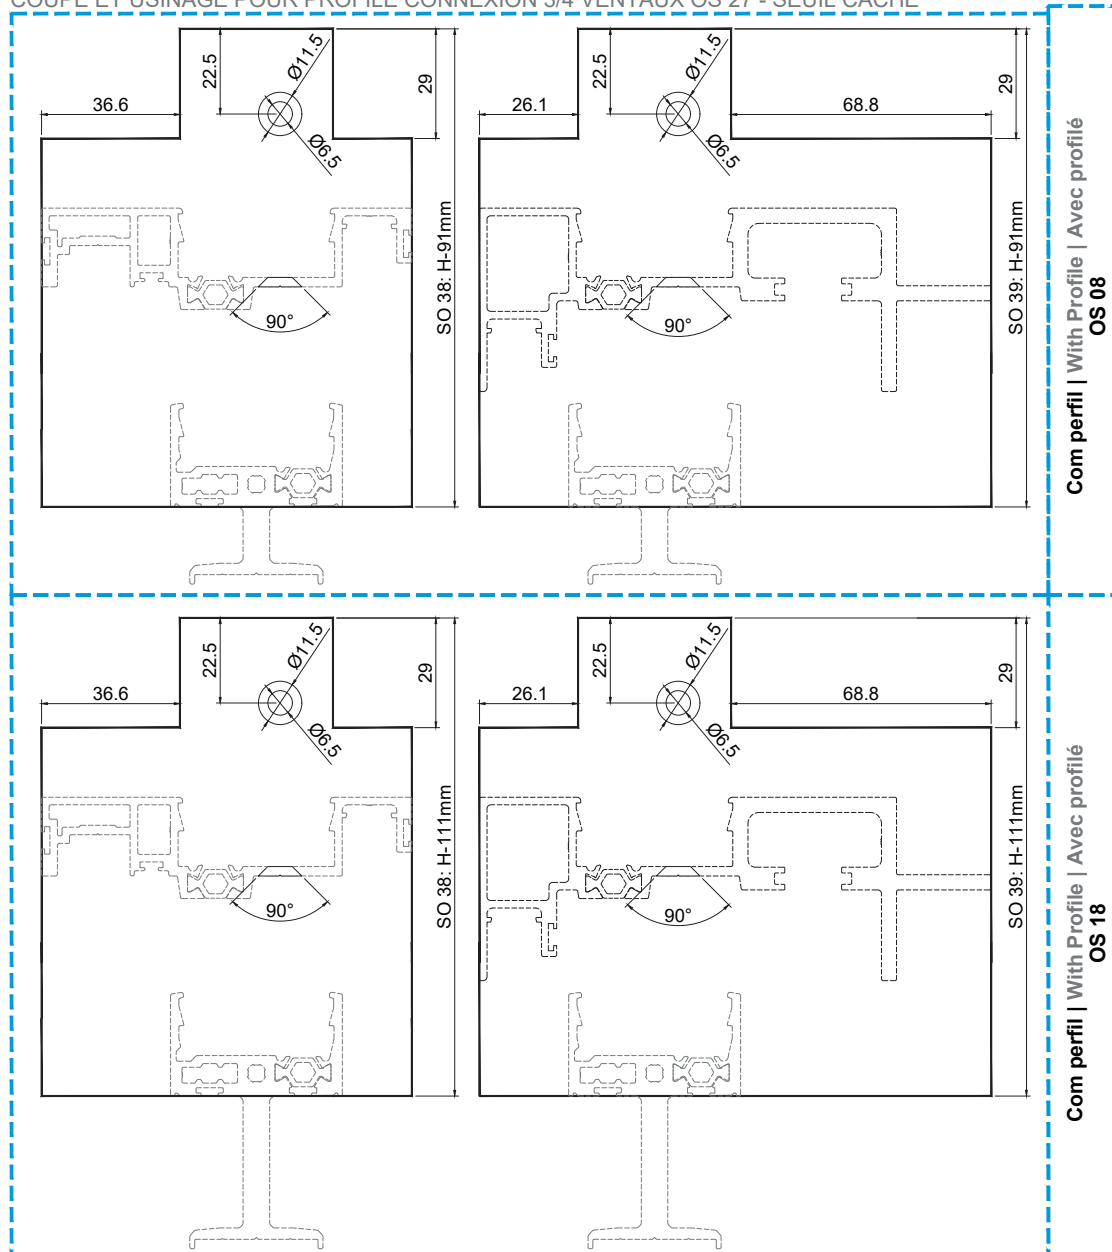 COUPE ET USINAGE POUR PROFILÉ CONNEXION 3/4 VENTAUX OS 27 - SEUIL CACHÉ
36.6
22.5
Ø11.5
Ø6.5
29
90°
SO 38: H-91mm
26.1
22.5
Ø11.5
Ø6.5
68.8
29
90°
SO 39: H-91mm
Com perfil | With Profile | Avec profilé
OS 08
36.6
22.5
Ø11.5
Ø6.5
29
90°
SO 38: H-111mm
26.1
22.5
Ø11.5
Ø6.5
68.8
29
90°
SO 39: H-111mm
Com perfil | With Profile | Avec profilé
OS 18